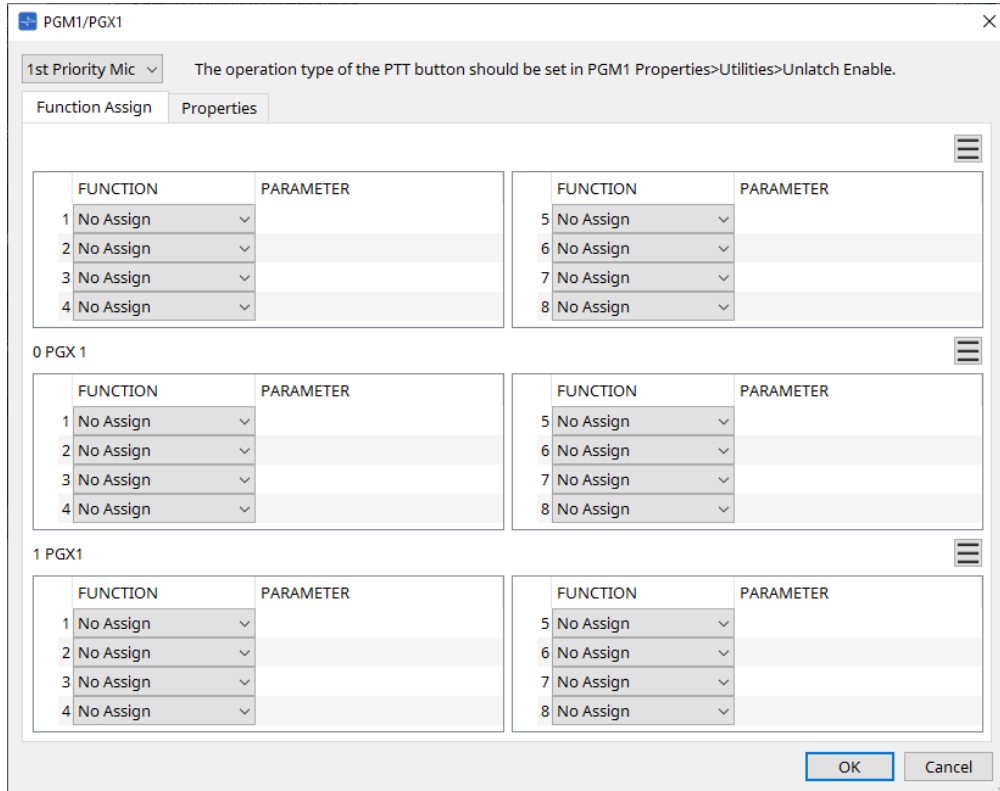 PGM1/PGX1
1st Priority Mic The operation type of the PTT button should be set in PGM1 Properties>Utilities>Unlatch Enable.
Function Assign Properties
FUNCTION PARAMETER FUNCTION PARAMETER
1 No Assign 5 No Assign
2 No Assign 6 No Assign
3 No Assign 7 No Assign
4 No Assign 8 No Assign
0 PGX 1
FUNCTION PARAMETER FUNCTION PARAMETER
1 No Assign 5 No Assign
2 No Assign 6 No Assign
3 No Assign 7 No Assign
4 No Assign 8 No Assign
1 PGX1
FUNCTION PARAMETER FUNCTION PARAMETER
1 No Assign 5 No Assign
2 No Assign 6 No Assign
3 No Assign 7 No Assign
4 No Assign 8 No Assign
OK Cancel